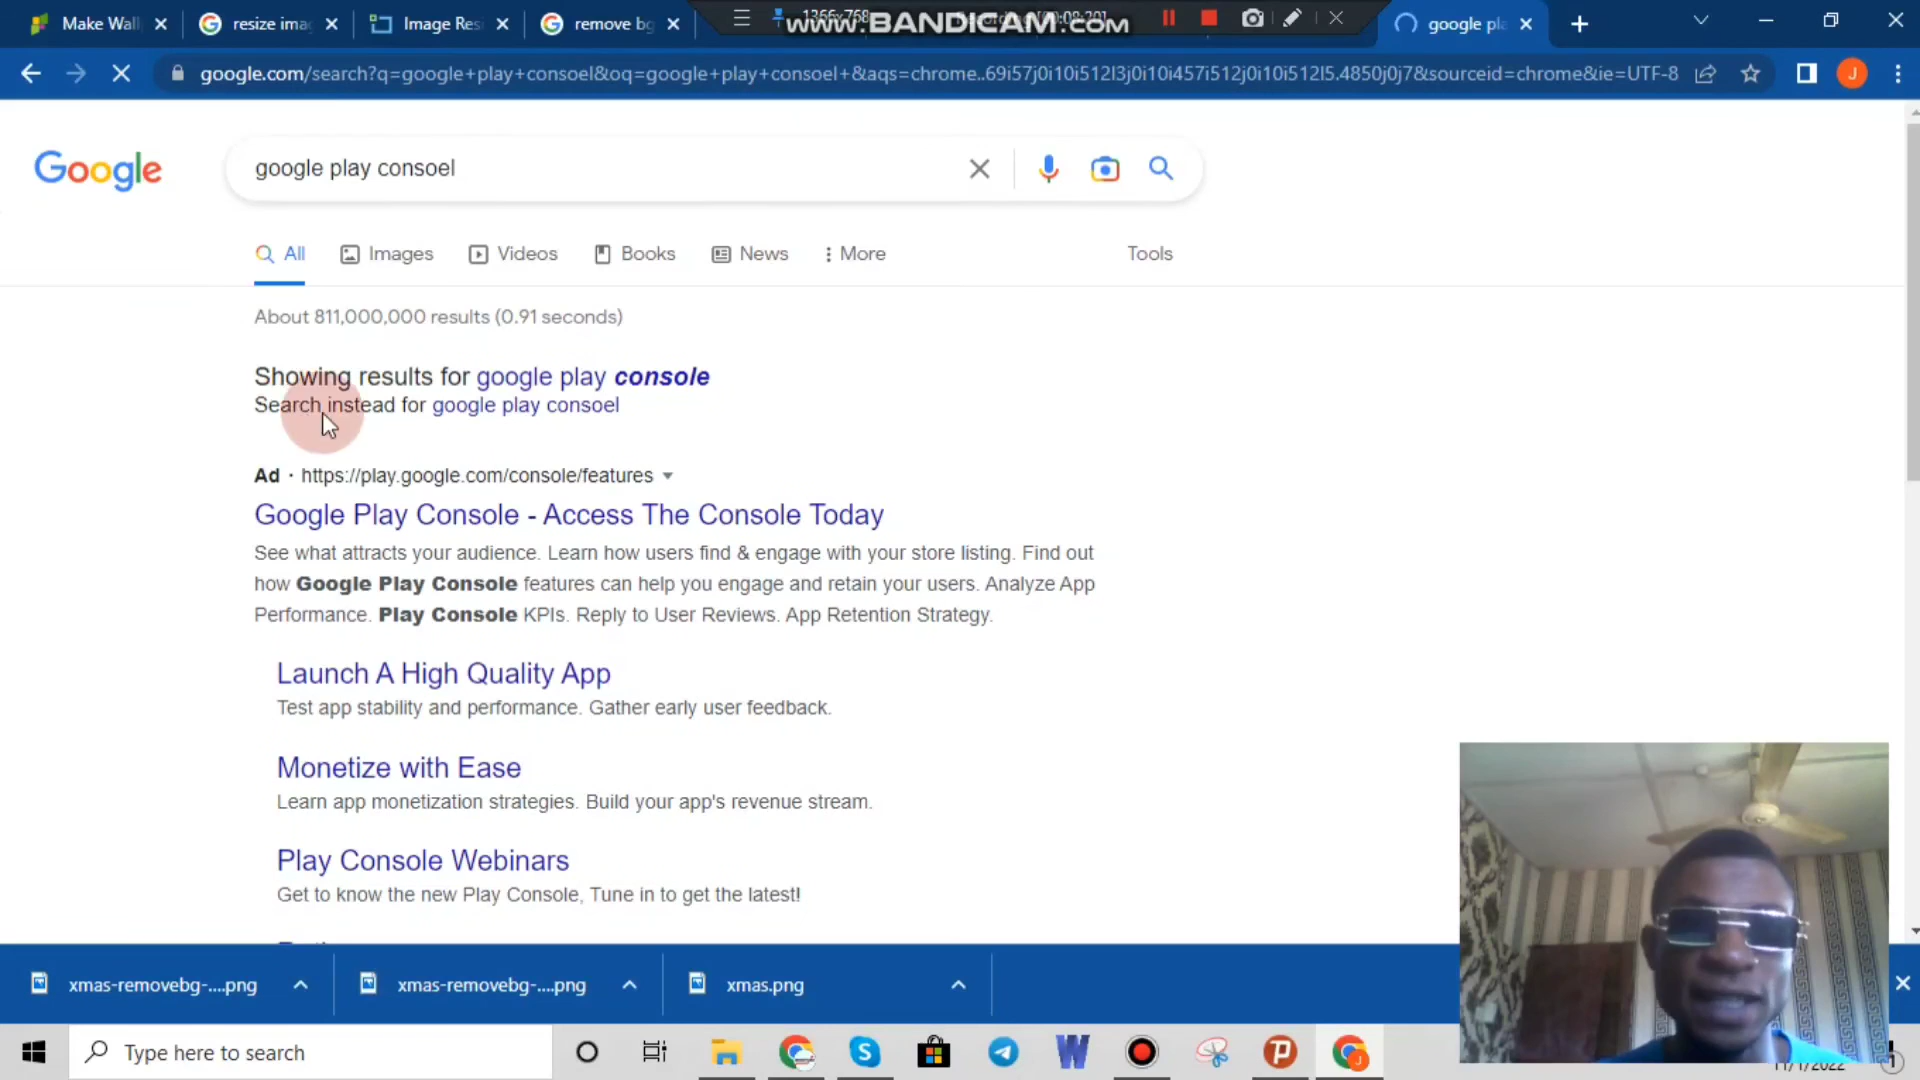 Make Wall
resize imag
Image Res
remove bg
1366x768
www.BANDICAM.com
google pla
google.com/search?q=google+play+consoel&oq=google+play+consoel+&aqs=chrome..69i57j0i10i512l3j0i10i457i512j0i10i512l5.4850j0j7&sourceid=chrome&ie=UTF-8
J
Google
google play consoel
All
Images
Videos
Books
News
More
Tools
About 811,000,000 results (0.91 seconds)
Showing results for google play console
Search instead for google play consoel
Ad · https://play.google.com/console/features
Google Play Console - Access The Console Today
See what attracts your audience. Learn how users find & engage with your store listing. Find out
how Google Play Console features can help you engage and retain your users. Analyze App
Performance. Play Console KPIs. Reply to User Reviews. App Retention Strategy.
Launch A High Quality App
Test app stability and performance. Gather early user feedback.
Monetize with Ease
Learn app monetization strategies. Build your app's revenue stream.
Play Console Webinars
Get to know the new Play Console, Tune in to get the latest!
xmas-removebg-....png
xmas-removebg-....png
xmas.png
Type here to search
11/1/2022
1